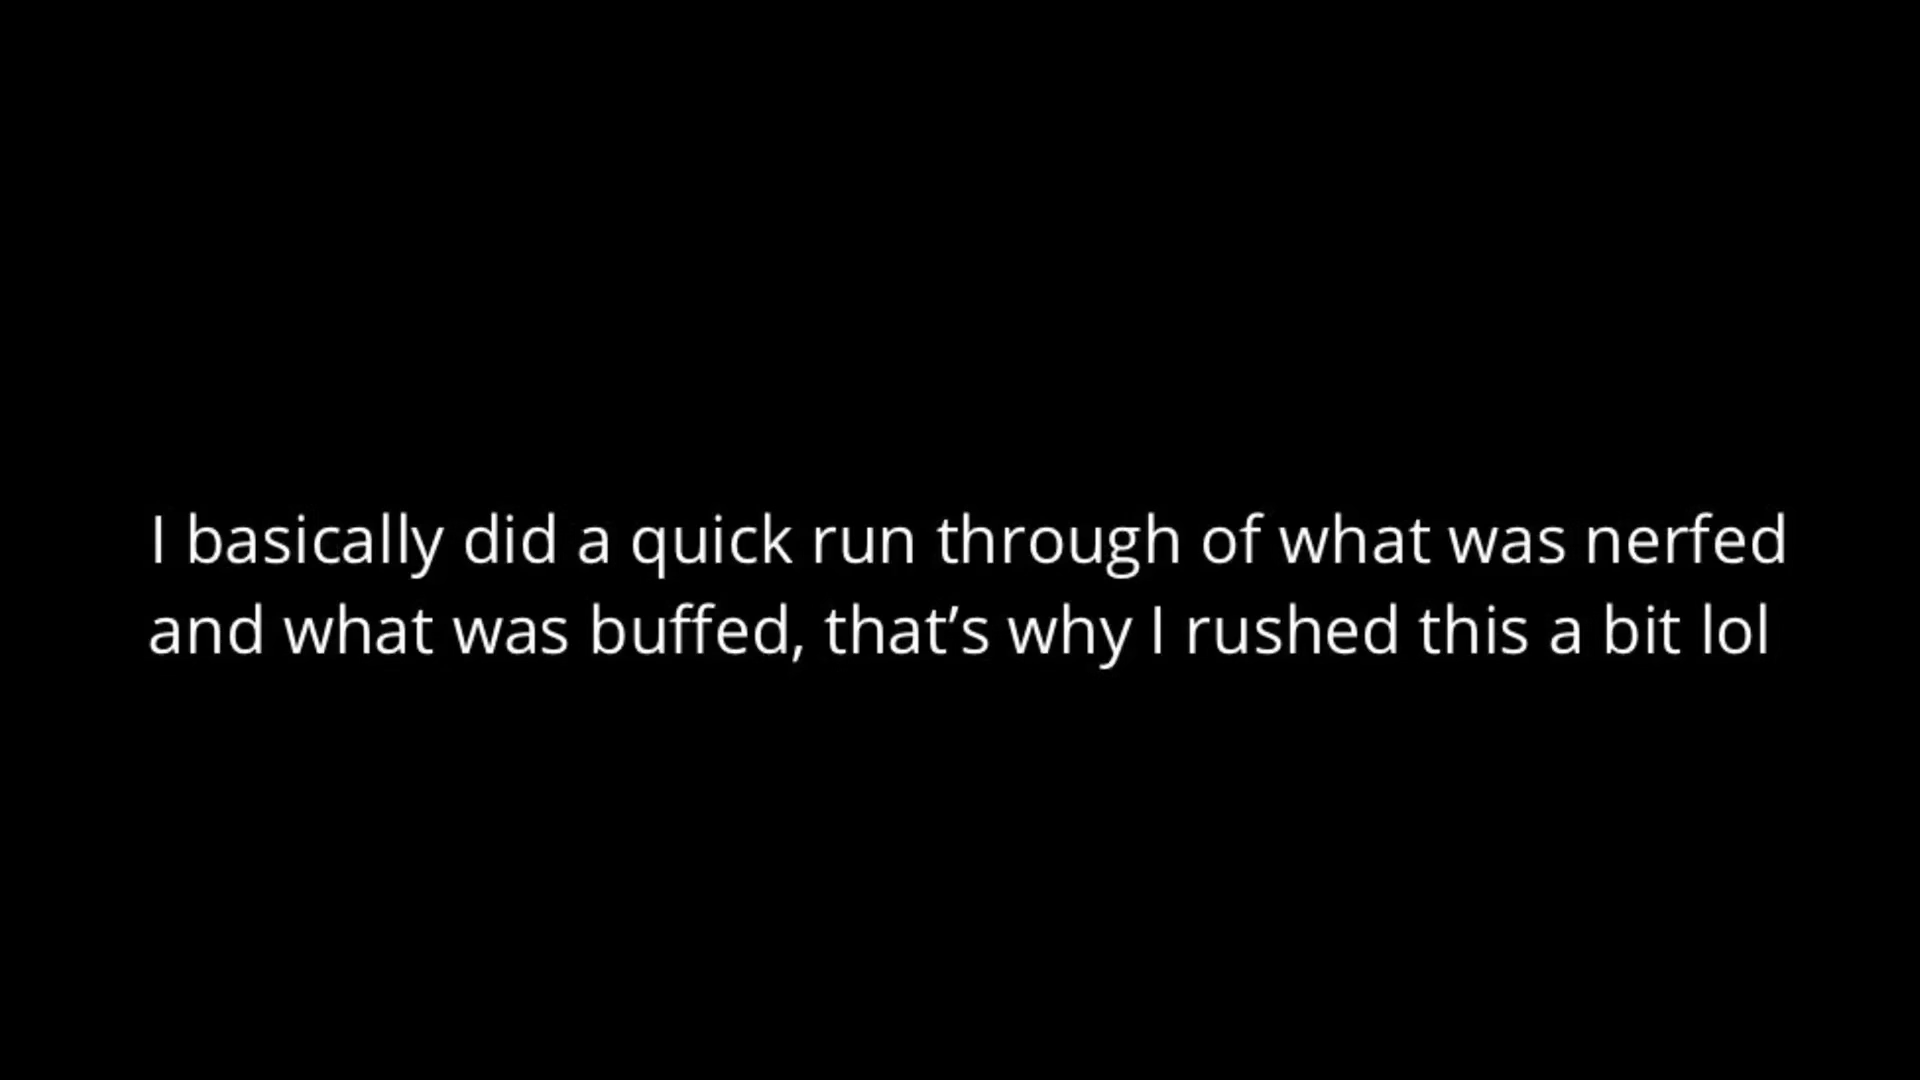 I basically did a quick run through of what was nerfed
and what was buffed, that’s why I rushed this a bit lol